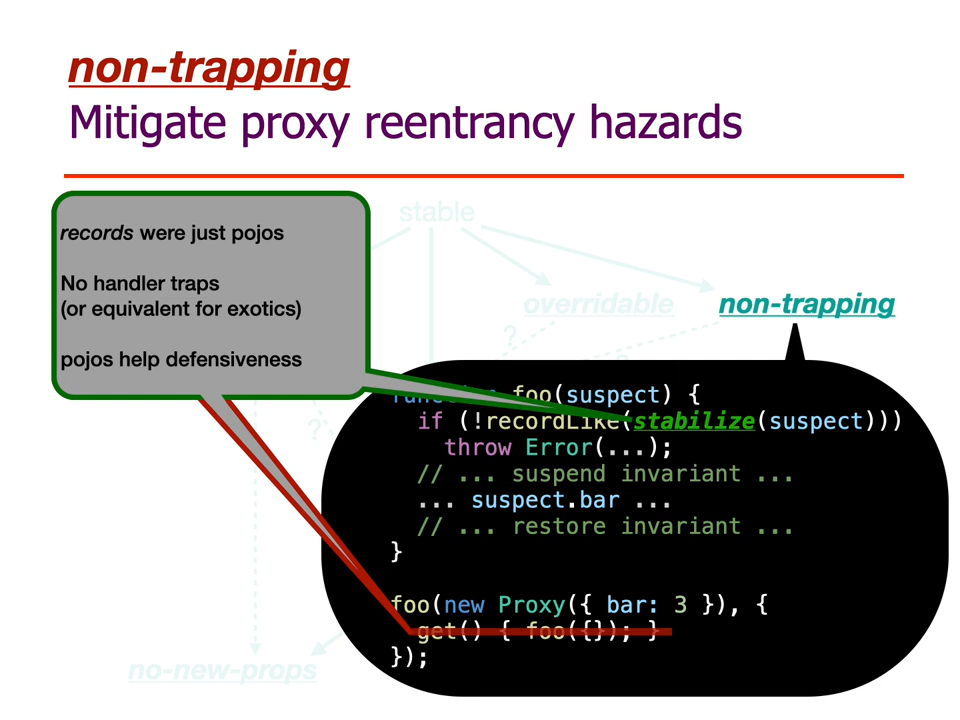 non-trapping
Mitigate proxy reentrancy hazards
records were just pojos
No handler traps
(or equivalent for exotics)
pojos help defensiveness
stable
overridable
non-trapping
?
?
?
no-new-props
function foo(suspect) {
if (!recordLike(stabilize(suspect)))
throw Error(...);
// ... suspend invariant ...
... suspect.bar ...
// ... restore invariant ...
}
foo(new Proxy({ bar: 3 }), {
get() { foo({}); }
});